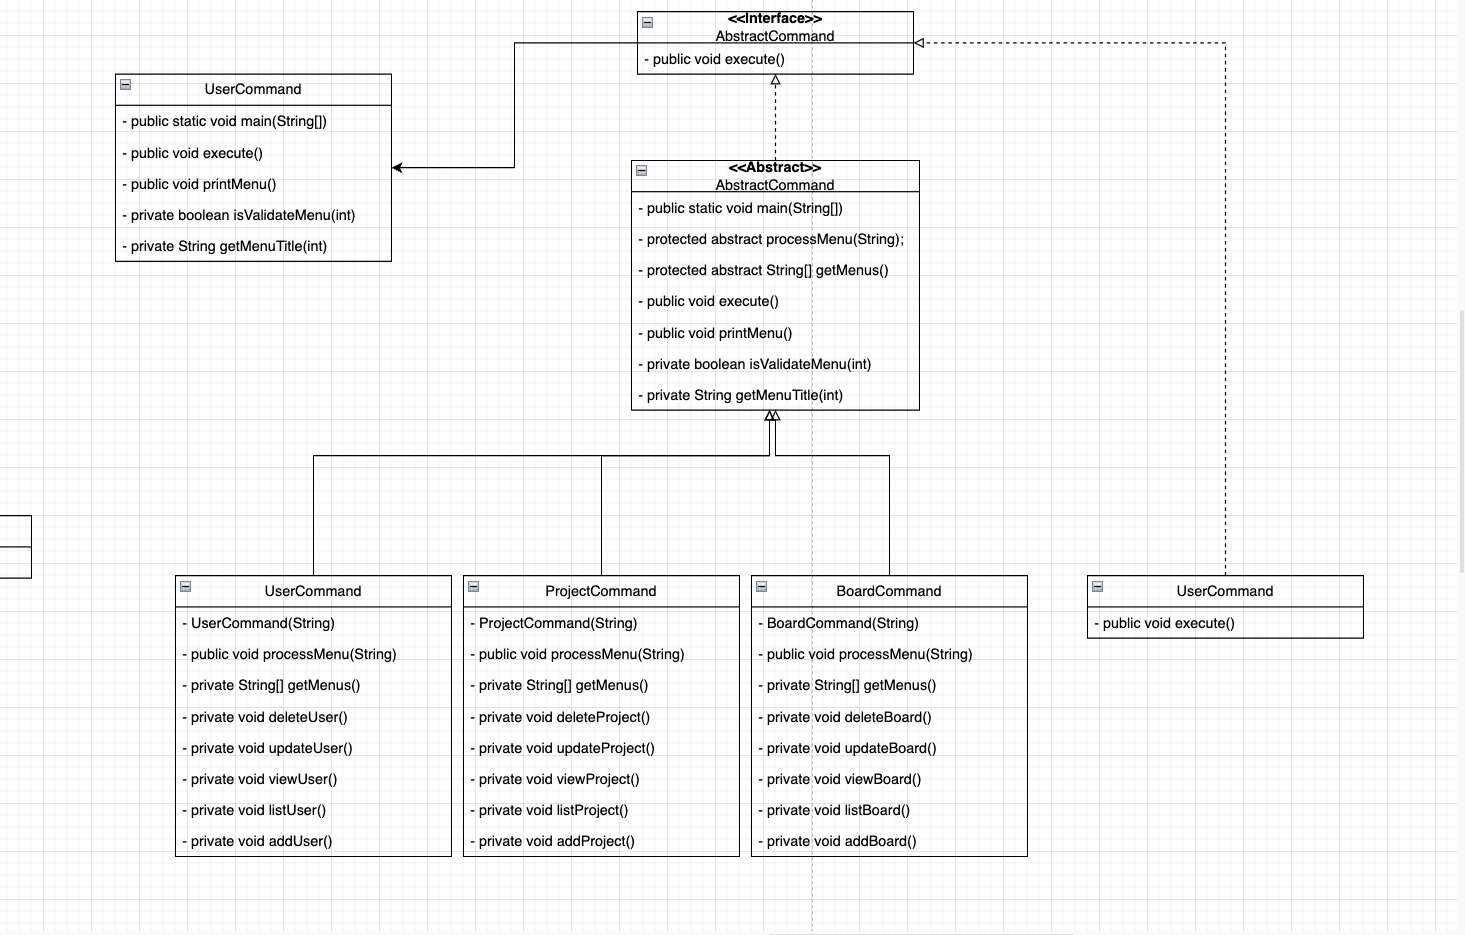 <<Interface>>
AbstractCommand
- public void execute()
UserCommand
- public static void main(String[])
- public void execute()
- public void printMenu()
- private boolean isValidateMenu(int)
- private String getMenuTitle(int)
<<Abstract>>
AbstractCommand
- public static void main(String[])
- protected abstract processMenu(String);
- protected abstract String[] getMenus()
- public void execute()
- public void printMenu()
- private boolean isValidateMenu(int)
- private String getMenuTitle(int)
UserCommand
- UserCommand(String)
- public void processMenu(String)
- private String[] getMenus()
- private void deleteUser()
- private void updateUser()
- private void viewUser()
- private void listUser()
- private void addUser()
ProjectCommand
- ProjectCommand(String)
- public void processMenu(String)
- private String[] getMenus()
- private void deleteProject()
- private void updateProject()
- private void viewProject()
- private void listProject()
- private void addProject()
BoardCommand
- BoardCommand(String)
- public void processMenu(String)
- private String[] getMenus()
- private void deleteBoard()
- private void updateBoard()
- private void viewBoard()
- private void listBoard()
- private void addBoard()
UserCommand
- public void execute()